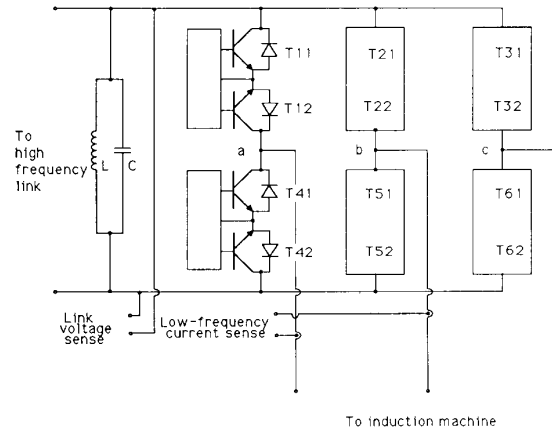 T11
T21
T31
T12
T22
T32
To
high
frequency
link
L
C
a
b
c
T41
T51
T61
T42
T52
T62
Link
voltage
sense
Low-frequency
current sense
To induction machine